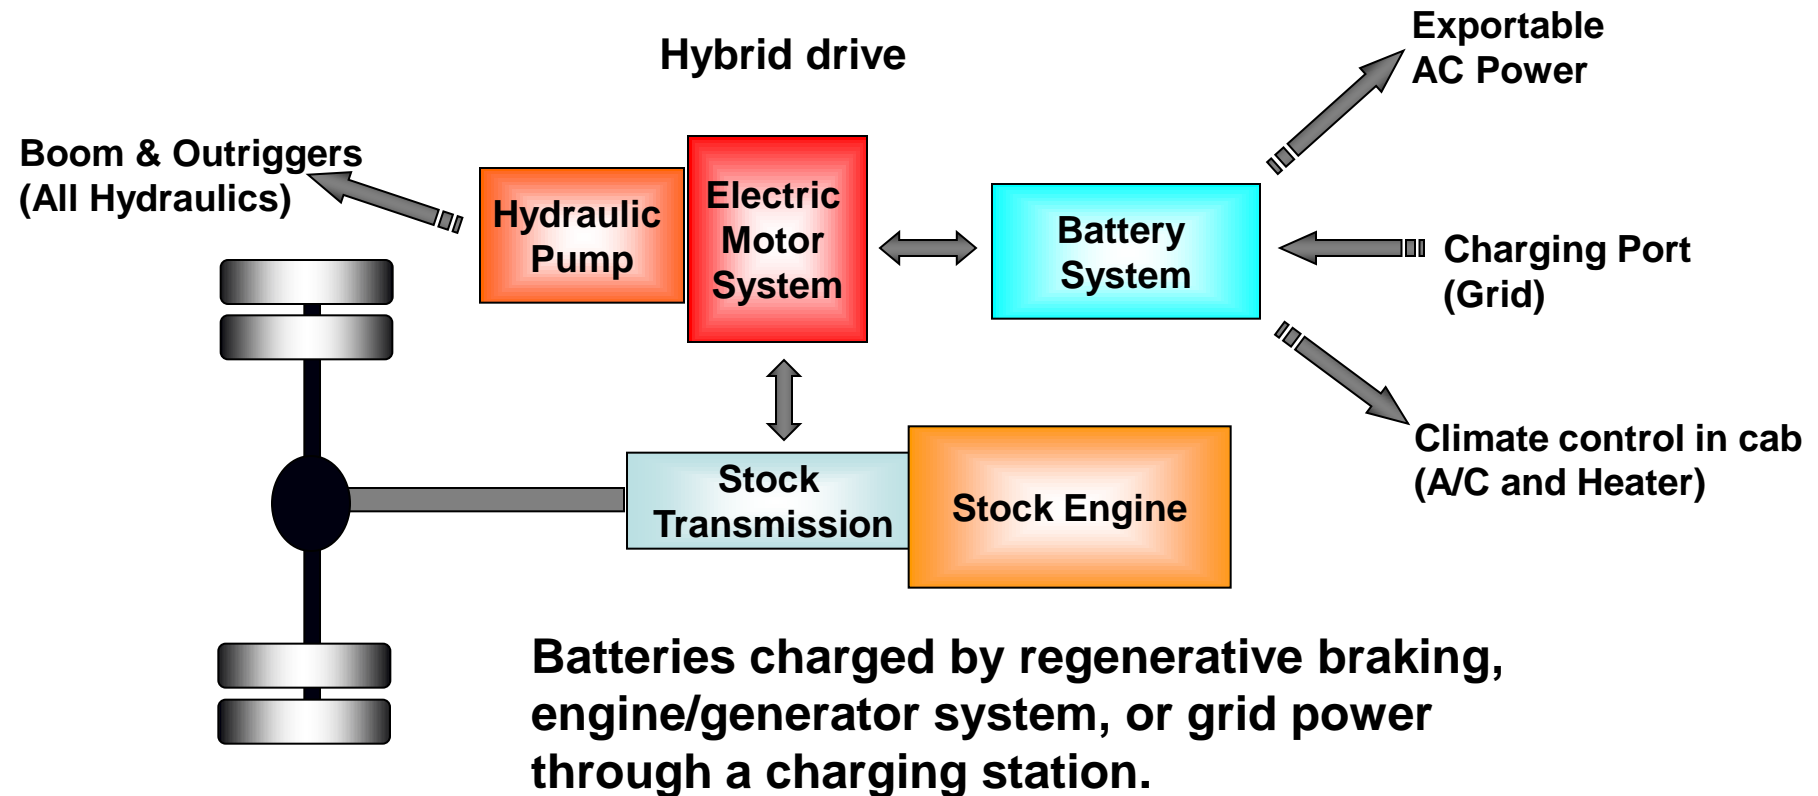 Hybrid drive
Exportable
AC Power
Boom & Outriggers
(All Hydraulics)
Hydraulic
Pump
Electric
Motor
System
Battery
System
Charging Port
(Grid)
Climate control in cab
(A/C and Heater)
Stock
Transmission
Stock Engine
Batteries charged by regenerative braking,
engine/generator system, or grid power
through a charging station.